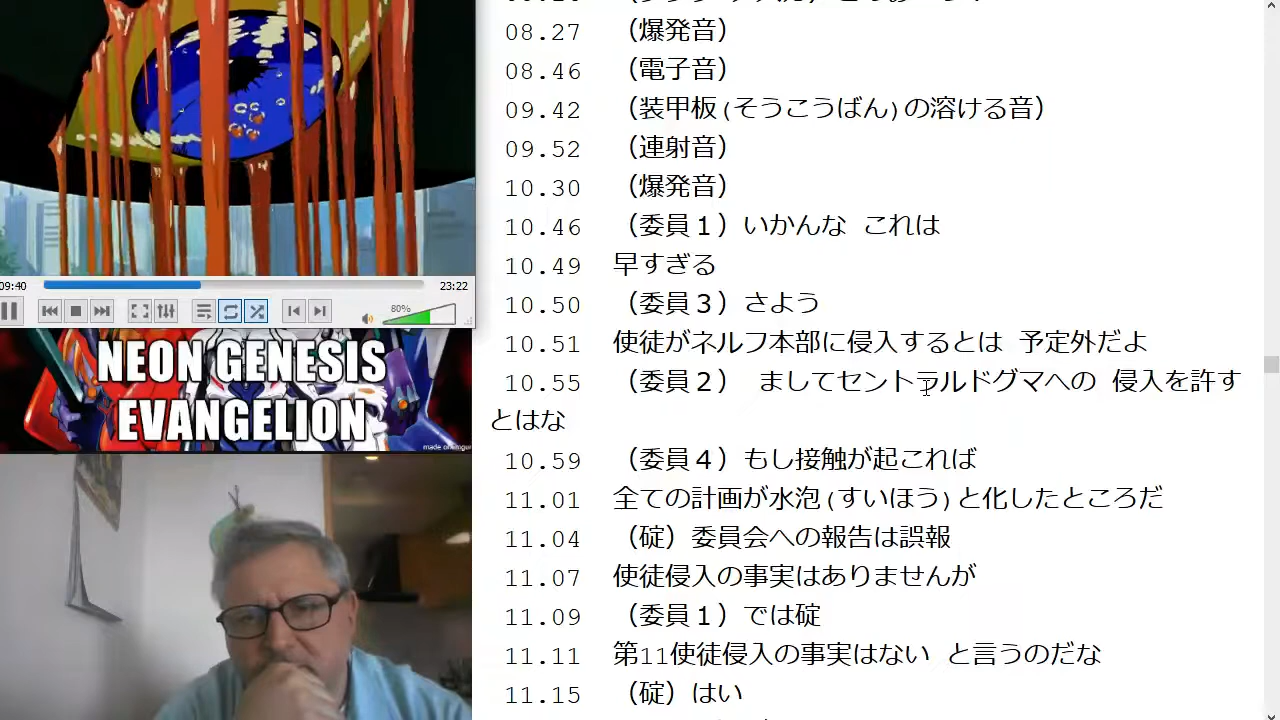 08.27 （爆発音）
08.46 （電子音）
09.42 （装甲板(そうこうばん)の溶ける音）
09.52 （連射音）
10.30 （爆発音）
10.46 （委員１）いかんな これは
10.49 早すぎる
10.50 （委員３）さよう
10.51 使徒がネルフ本部に侵入するとは 予定外だよ
10.55 （委員２） ましてセントラルドグマへの 侵入を許す
とはな
10.59 （委員４）もし接触が起これば
11.01 全ての計画が水泡(すいほう)と化したところだ
11.04 （碇）委員会への報告は誤報
11.07 使徒侵入の事実はありませんが
11.09 （委員１）では碇
11.11 第11使徒侵入の事実はない と言うのだな
11.15 （碇）はい
09:40
23:22
80%
NEON GENESIS
EVANGELION